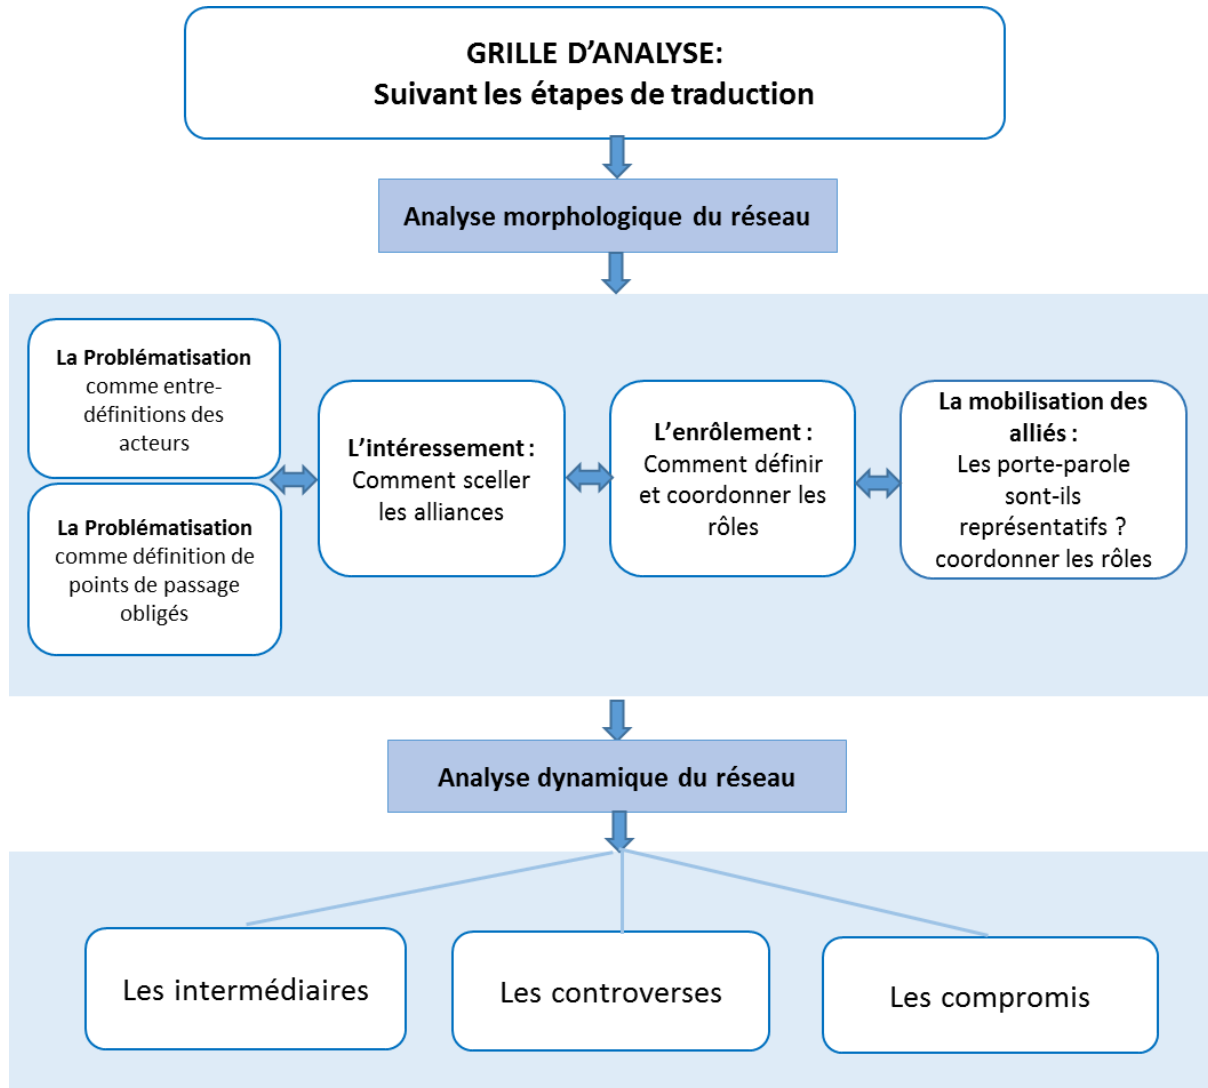 GRILLE D’ANALYSE:
Suivant les étapes de traduction
Analyse morphologique du réseau
La Problématisation
comme entre-
définitions des
acteurs
La Problématisation
comme définition de
points de passage
obligés
L’intéressement :
Comment sceller
les alliances
L’enrôlement :
Comment définir
et coordonner les
rôles
La mobilisation des
alliés :
Les porte-parole
sont-ils
représentatifs ?
coordonner les rôles
Analyse dynamique du réseau
Les intermédiaires
Les controverses
Les compromis